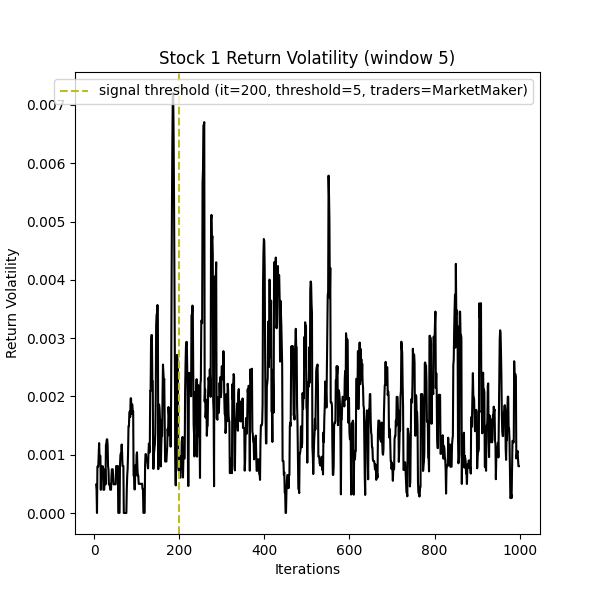 Stock 1 Return Volatility (window 5)
signal threshold (it=200, threshold=5, traders=MarketMaker)
0.007
0.006
0.005
0.004
0.003
0.002
0.001
0.000
Return Volatility
0 200 400 600 800 1000
Iterations